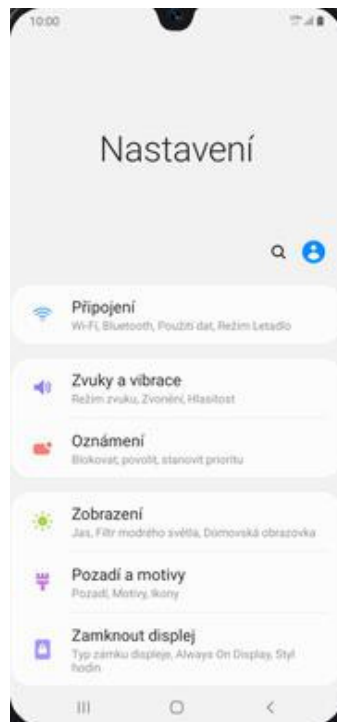 10:00
Nastavení
Připojení
Wi-Fi, Bluetooth, Použití dat, Režim Letadlo
Zvuky a vibrace
Režim zvuku, Zvonění, Hlasitost
Oznámení
Blokovat, povolit, stanovit prioritu
Zobrazení
Jas, Filtr modrého světla, Domovská obrazovka
Pozadí a motivy
Pozadí, Motivy, Ikony
Zamknout displej
Typ zámku displeje, Always On Display, Styl
hodin